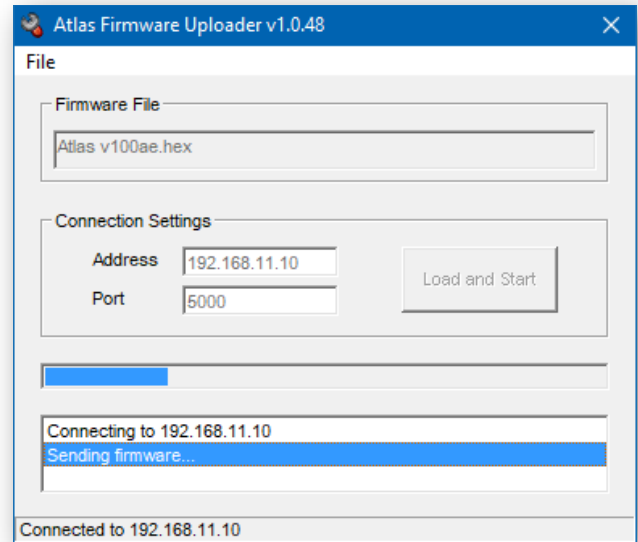 Atlas Firmware Uploader v1.0.48
File
Firmware File
Atlas v100ae.hex
Connection Settings
Address 192.168.11.10
Port 5000
Load and Start
Connecting to 192.168.11.10
Sending firmware...
Connected to 192.168.11.10